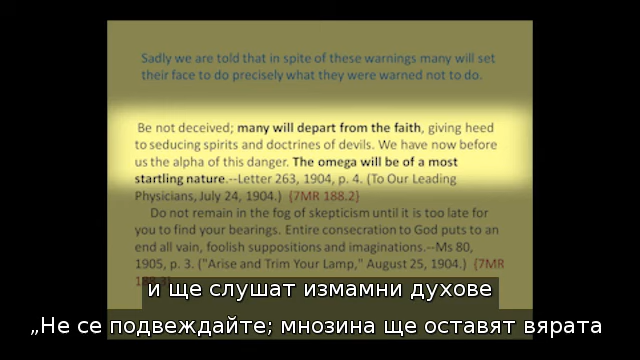 Sadly we are told that in spite of these warnings many will set
their face to do precisely what they were warned not to do.
Be not deceived; many will depart from the faith, giving heed
to seducing spirits and doctrines of devils. We have now before
us the alpha of this danger. The omega will be of a most
startling nature.--Letter 263, 1904, p. 4. (To Our Leading
Physicians, July 24, 1904.) {7MR 188.2}
Do not remain in the fog of skepticism until it is too late for
you to find your bearings. Entire consecration to God puts to an
end all vain, foolish suppositions and imaginations.--Ms 80,
1905, p. 3. ("Arise and Trim Your Lamp," August 25, 1904.) {7MR
и ще слушат измамни духове
„Не се подвеждайте; мнозина ще оставят вярата